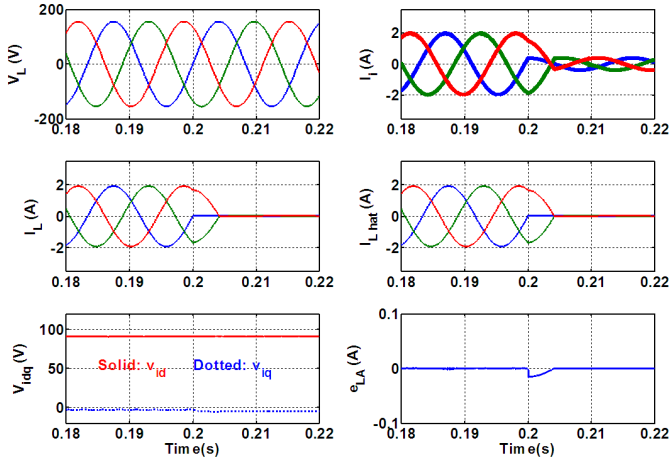 200
0
-200
V_L (V)
0.18 0.19 0.2 0.21 0.22
2
0
-2
I_i (A)
0.18 0.19 0.2 0.21 0.22
2
0
-2
I_L (A)
0.18 0.19 0.2 0.21 0.22
2
0
-2
I_L hat (A)
0.18 0.19 0.2 0.21 0.22
100
50
0
V_idq (V)
Solid: v_id Dotted: v_iq
0.18 0.19 0.2 0.21 0.22
Time(s)
0.1
0
-0.1
e_LA (A)
0.18 0.19 0.2 0.21 0.22
Time(s)